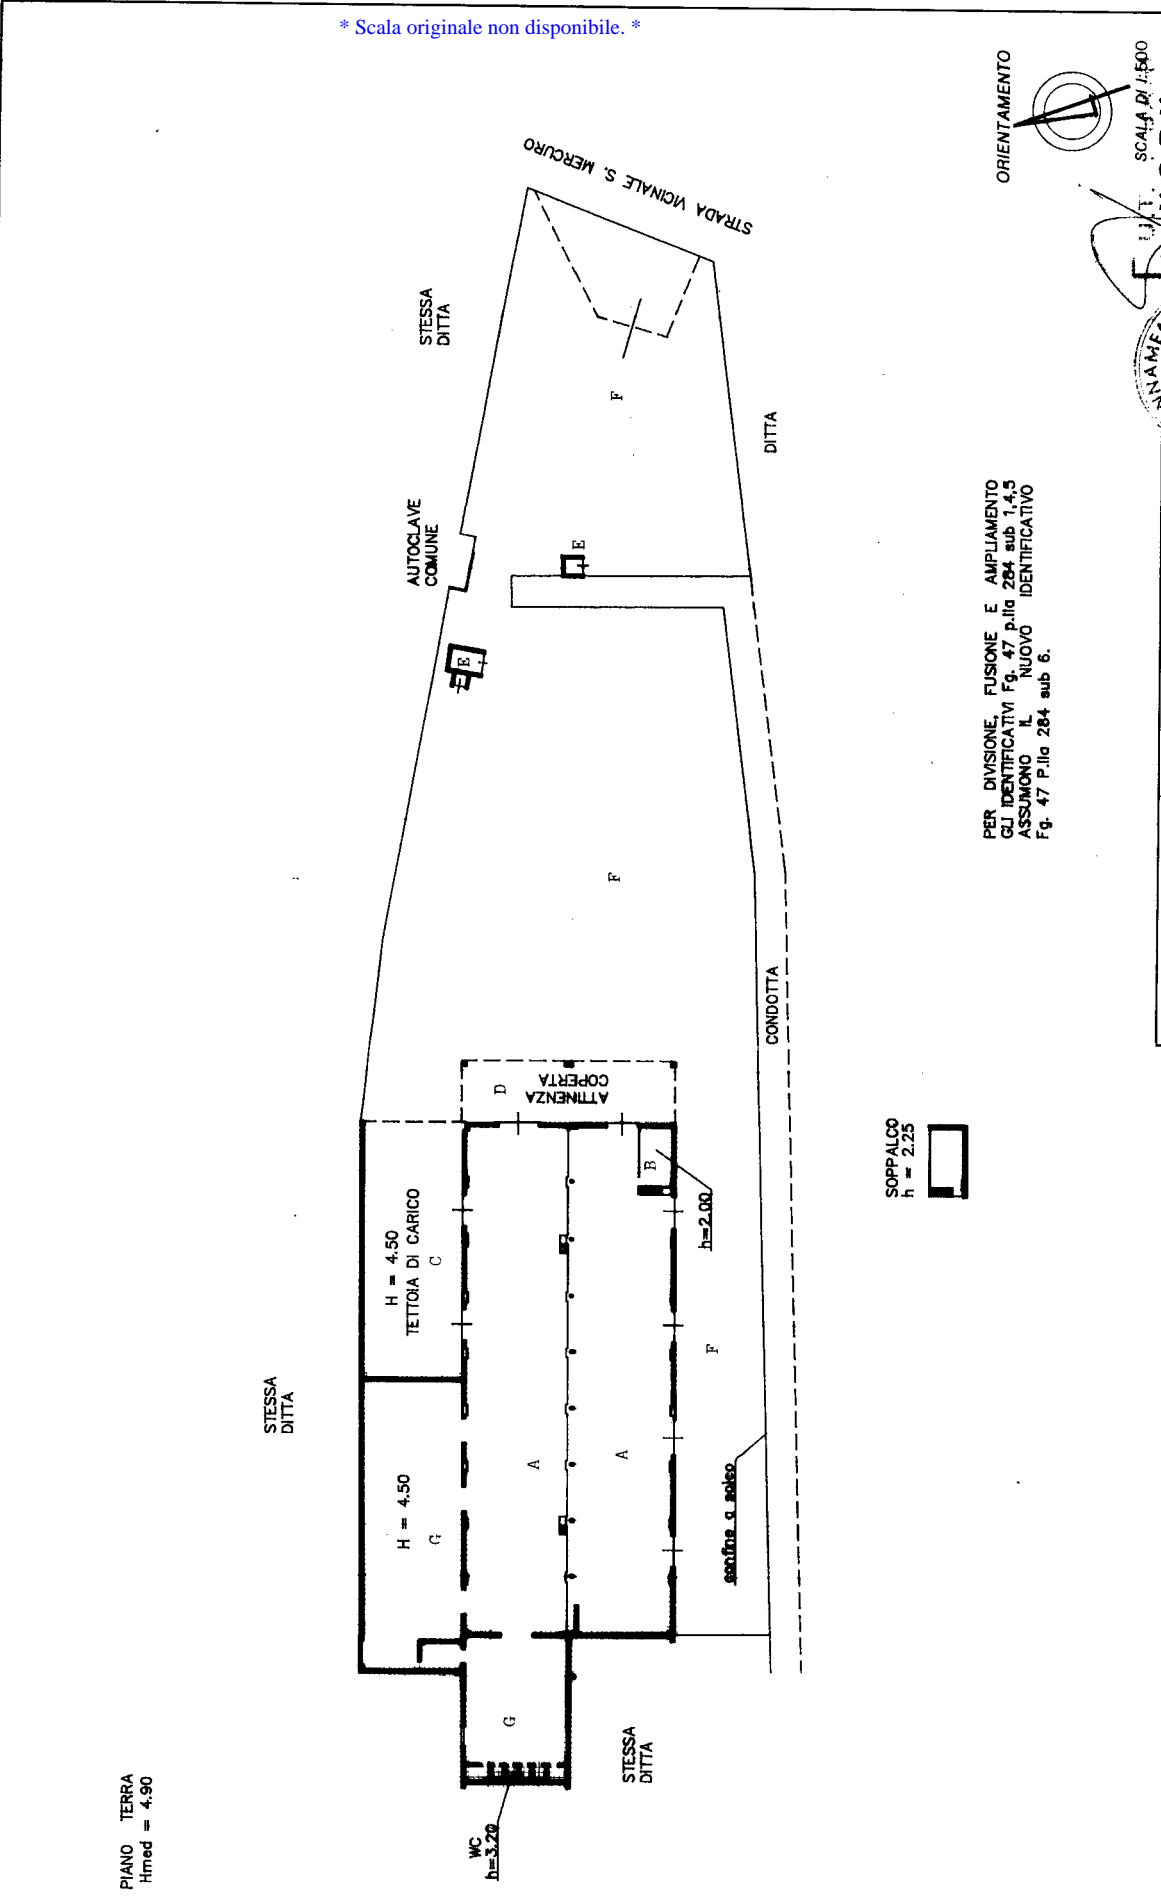 * Scala originale non disponibile. *
ORIENTAMENTO
SCALA DI 1:500
STRADA VICINALE S. MERCURO
STESSA
DITTA
F
DITTA
AUTOCLAVE
COMUNE
E
E
PER DIVISIONE, FUSIONE E AMPLIAMENTO
GLI IDENTIFICATIVI Fg. 47 p.lla 284 sub 1,4,5
ASSUMONO IL NUOVO IDENTIFICATIVO
Fg. 47 P.lla 284 sub 6.
F
CONDOTTA
D
ATTINENZA
COPERTA
SOPPALCO
h = 2.25
B
h=2.00
H = 4.50
TETTOIA DI CARICO
C
F
STESSA
DITTA
A
A
H = 4.50
G
confine a solco
G
STESSA
DITTA
WC
h=3.20
PIANO TERRA
Hmed = 4.90